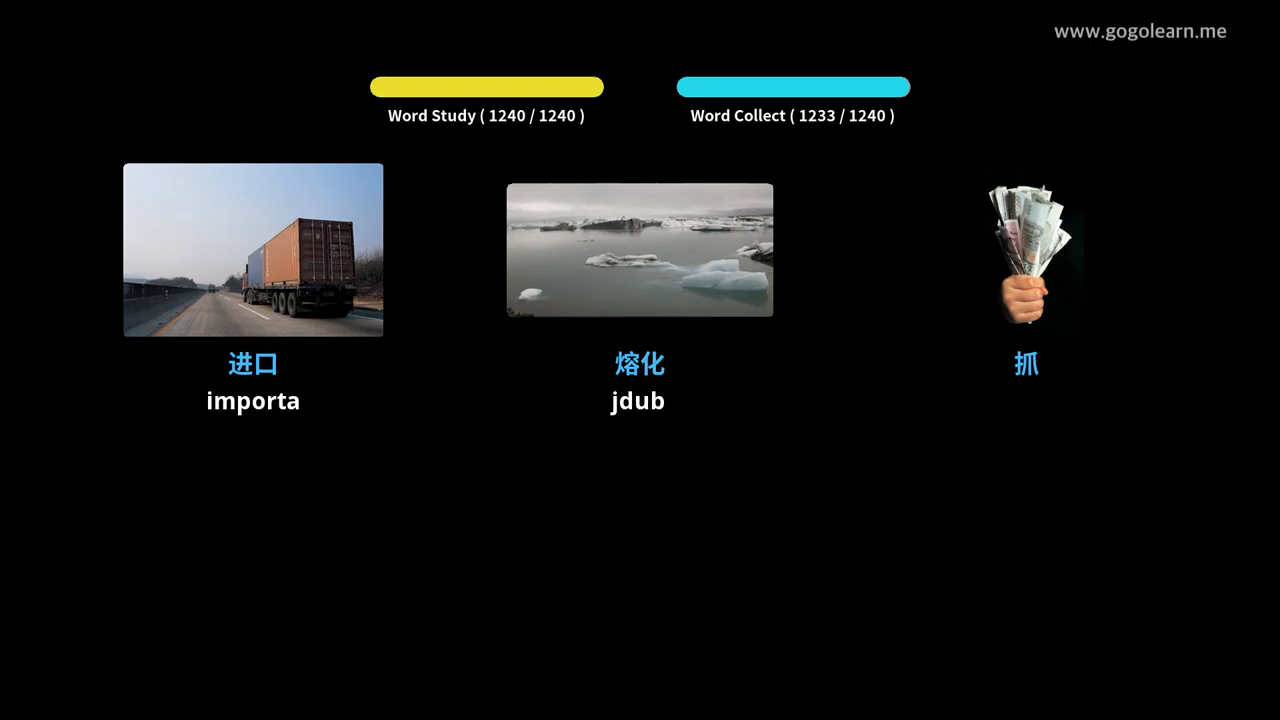 www.gogolearn.me
Word Study ( 1240 / 1240 )
Word Collect ( 1233 / 1240 )
进口
importa
熔化
jdub
抓